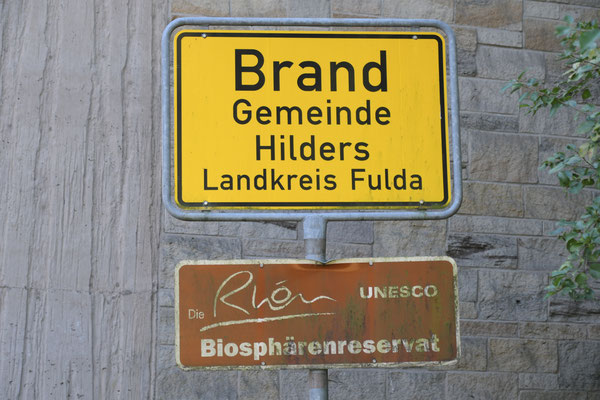 Brand
Gemeinde
Hilders
Landkreis Fulda
Die Rhön UNESCO
Biosphärenreservat